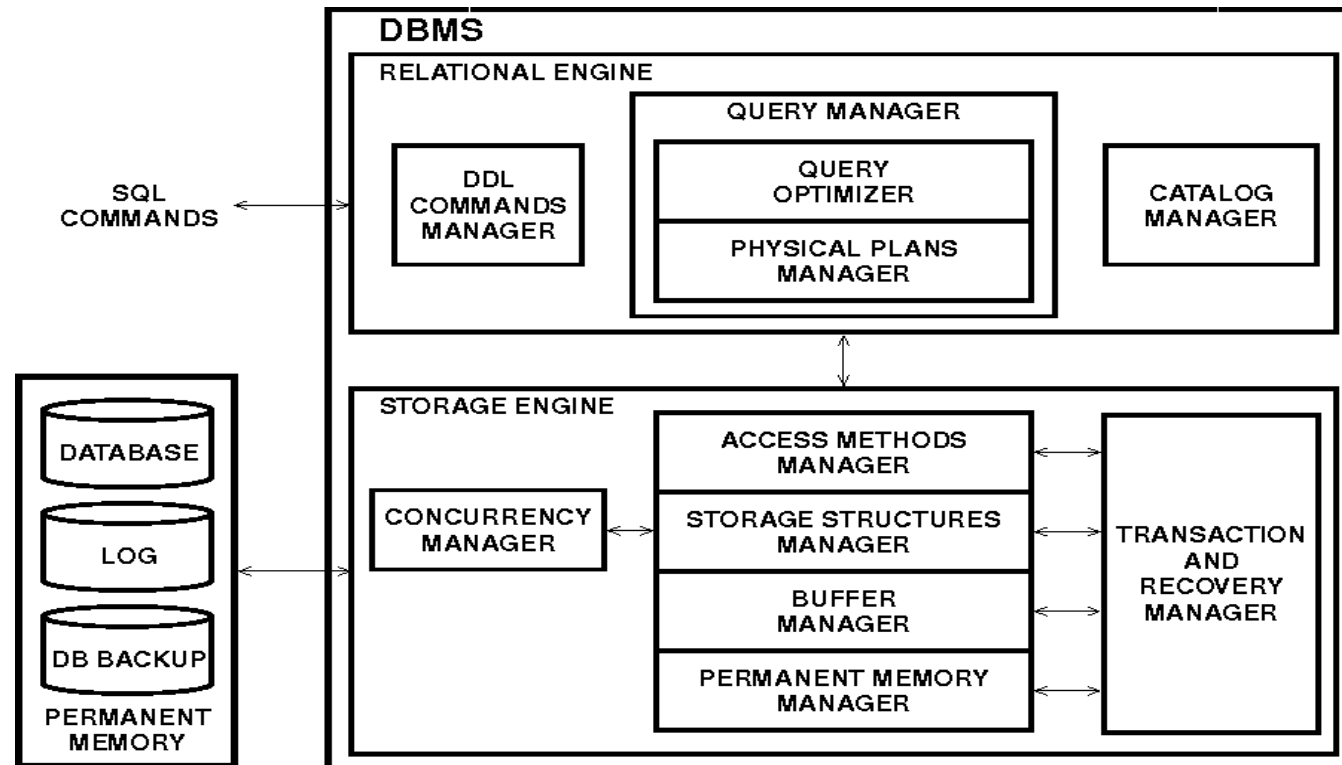 DBMS
RELATIONAL ENGINE
QUERY MANAGER
DDL
COMMANDS
MANAGER
QUERY
OPTIMIZER
PHYSICAL PLANS
MANAGER
CATALOG
MANAGER
SQL
COMMANDS
STORAGE ENGINE
DATABASE
LOG
DB BACKUP
PERMANENT
MEMORY
CONCURRENCY
MANAGER
ACCESS METHODS
MANAGER
STORAGE STRUCTURES
MANAGER
BUFFER
MANAGER
PERMANENT MEMORY
MANAGER
TRANSACTION
AND
RECOVERY
MANAGER